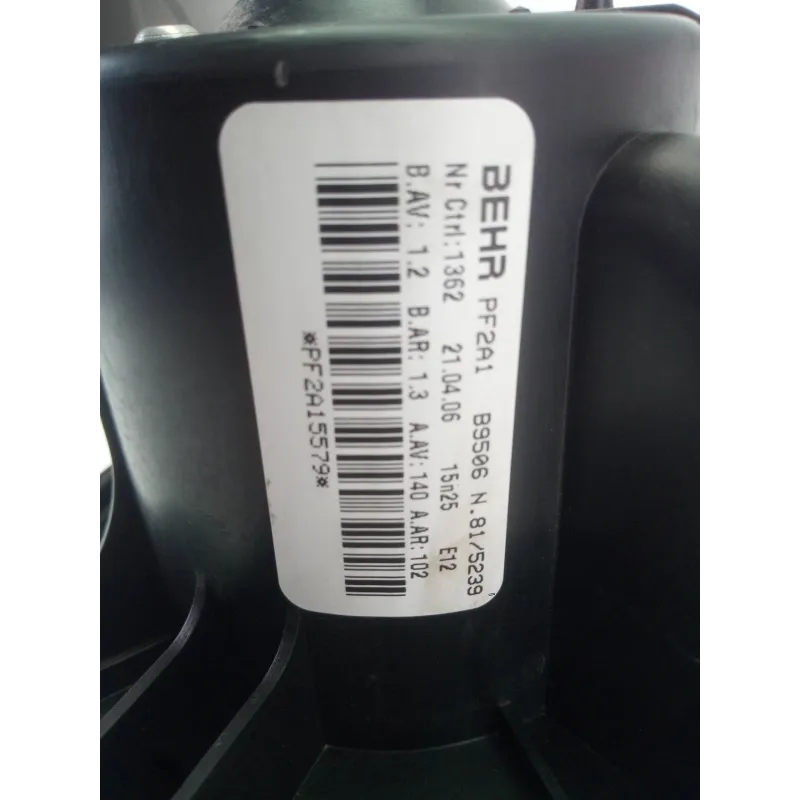 BEHR PF2A1 B9506 N.81/5239
Nr Ctrl:1362 21.04.06 15n25 E12
B.AV: 1.2 B.AR: 1.3 A.AV:140 A.AR:102
*PF2A15579*